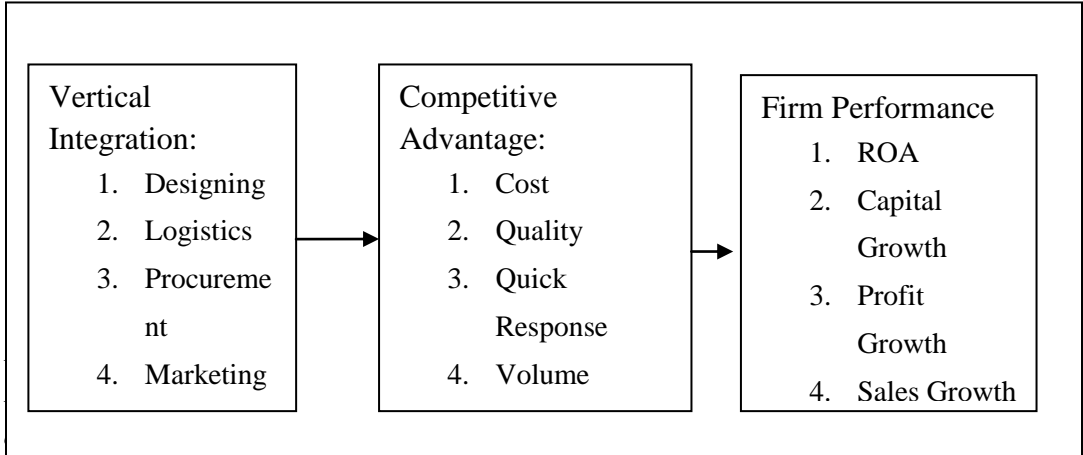 Vertical
Integration:
1. Designing
2. Logistics
3. Procureme
nt
4. Marketing
Competitive
Advantage:
1. Cost
2. Quality
3. Quick
Response
4. Volume
Firm Performance
1. ROA
2. Capital
Growth
3. Profit
Growth
4. Sales Growth